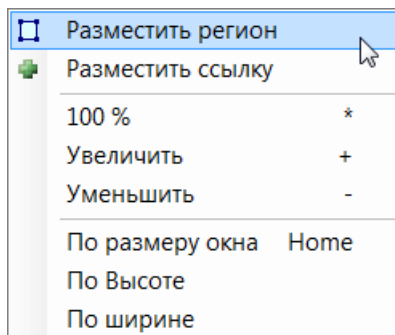 Разместить регион
Разместить ссылку
100 % *
Увеличить +
Уменьшить -
По размеру окна Home
По Высоте
По ширине